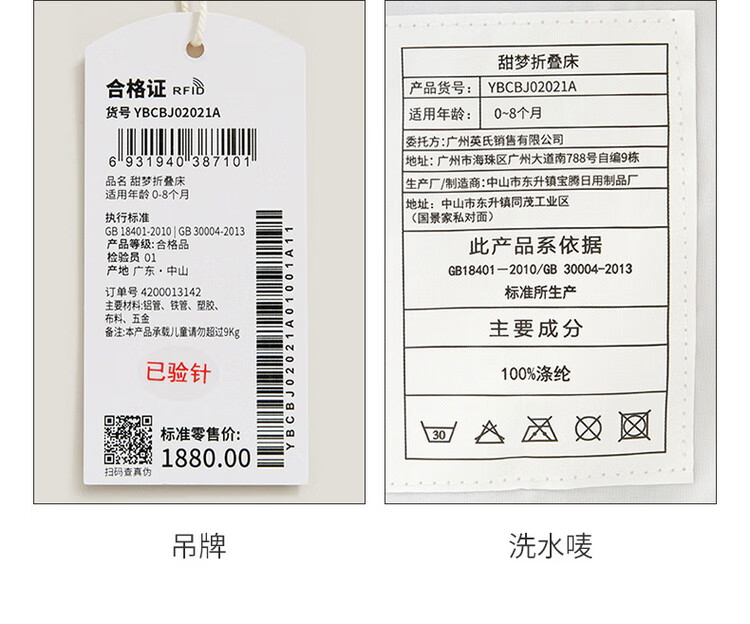 合格证 RFID
货号 YBCBJ02021A
6 931940 387101
品名 甜梦折叠床
适用年龄 0-8个月
执行标准
GB 18401-2010 | GB 30004-2013
产品等级:合格品
检验员 01
产地 广东·中山
订单号 4200013142
主要材料:铝管、铁管、塑胶、
布料、五金
备注:本产品承载儿童请勿超过9Kg
已验针
扫码查真伪
标准零售价:
1880.00
YBCBJ02021A01001A11
吊牌
甜梦折叠床
产品货号: YBCBJ02021A
适用年龄: 0~8个月
委托方:广州英氏销售有限公司
地址: 广州市海珠区广州大道南788号自编9栋
生产厂/制造商: 中山市东升镇宝腾日用制品厂
地址: 中山市东升镇同茂工业区
(国景家私对面)
此产品系依据
GB18401－2010/GB 30004-2013
标准所生产
主要成分
100%涤纶
30
洗水唛